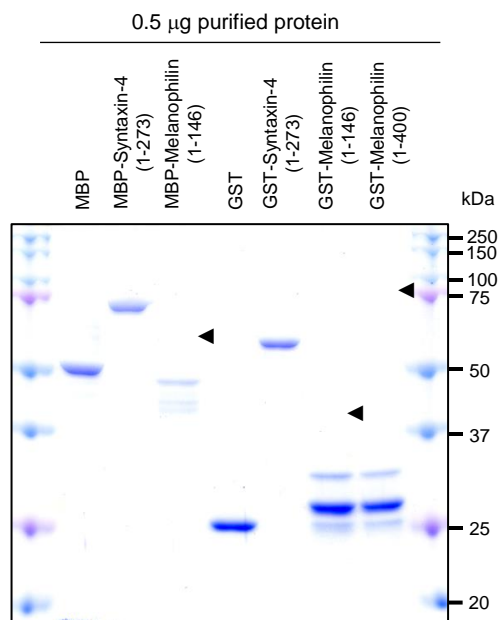 0.5 μg purified protein
MBP
MBP-Syntaxin-4
(1-273)
MBP-Melanophilin
(1-146)
GST
GST-Syntaxin-4
(1-273)
GST-Melanophilin
(1-146)
GST-Melanophilin
(1-400)
kDa
250
150
100
75
50
37
25
20